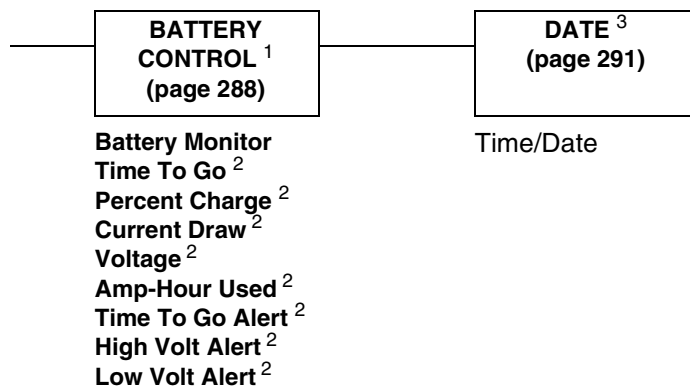 BATTERY
CONTROL 1
(page 288)
Battery Monitor
Time To Go 2
Percent Charge 2
Current Draw 2
Voltage 2
Amp-Hour Used 2
Time To Go Alert 2
High Volt Alert 2
Low Volt Alert 2
DATE 3
(page 291)
Time/Date